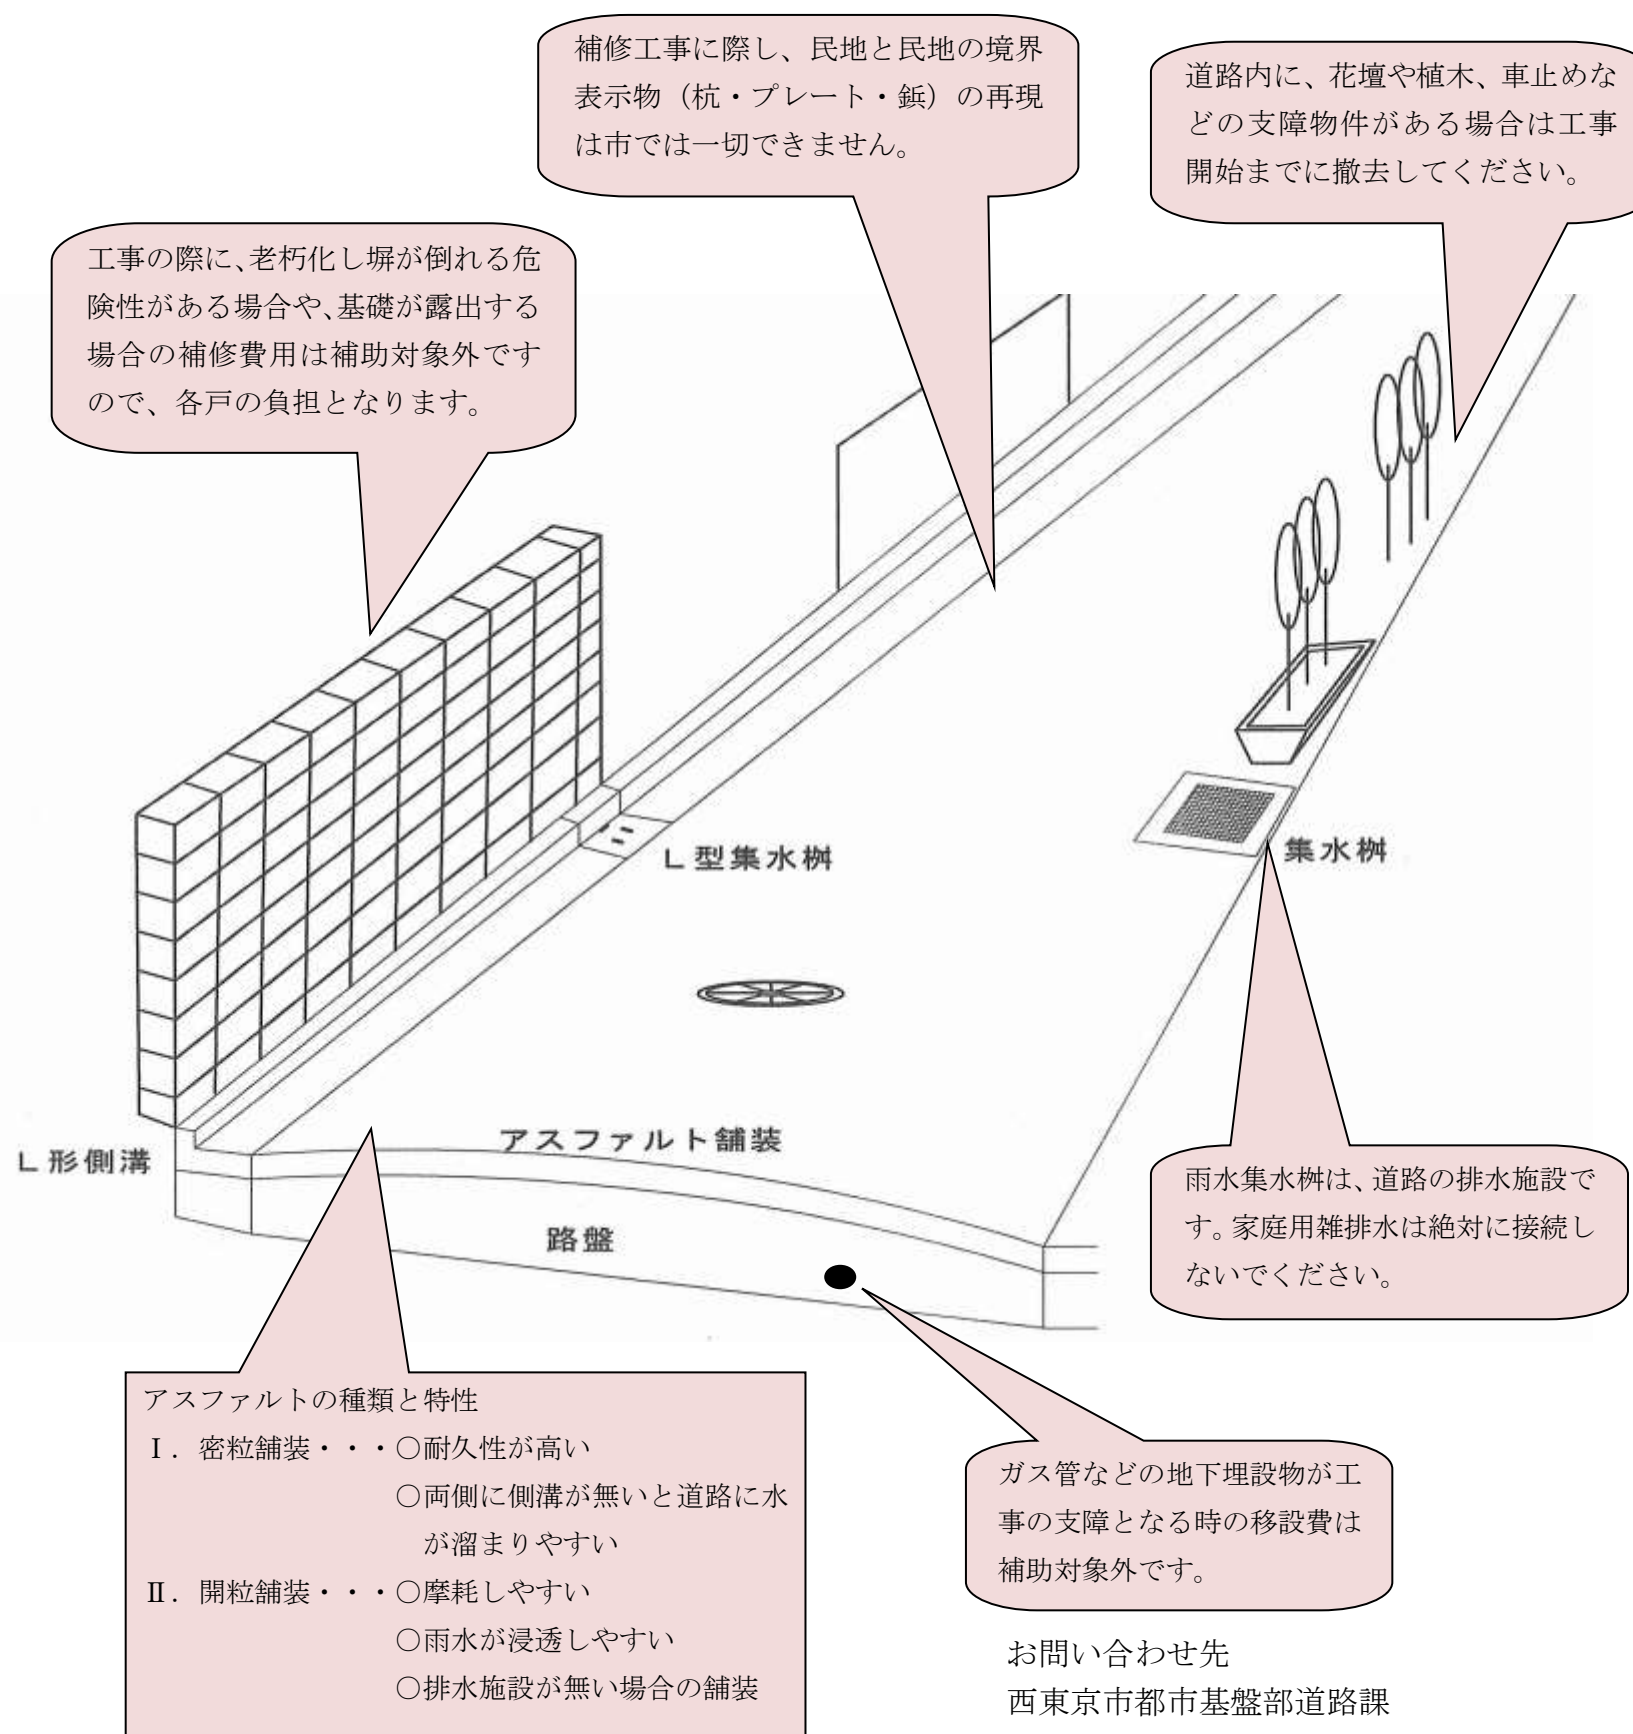 補修工事に際し、民地と民地の境界
表示物（杭・プレート・鋲）の再現
は市では一切できません。
道路内に、花壇や植木、車止めな
どの支障物件がある場合は工事
開始までに撤去してください。
工事の際に、老朽化し塀が倒れる危
険性がある場合や、基礎が露出する
場合の補修費用は補助対象外です
ので、各戸の負担となります。
L型集水桝
集水桝
アスファルト舗装
L形側溝
路盤
雨水集水桝は、道路の排水施設で
す。家庭用雑排水は絶対に接続し
ないでください。
アスファルトの種類と特性
Ⅰ．密粒舗装・・・○耐久性が高い
○両側に側溝が無いと道路に水
が溜まりやすい
Ⅱ．開粒舗装・・・○摩耗しやすい
○雨水が浸透しやすい
○排水施設が無い場合の舗装
ガス管などの地下埋設物が工
事の支障となる時の移設費は
補助対象外です。
お問い合わせ先
西東京市都市基盤部道路課